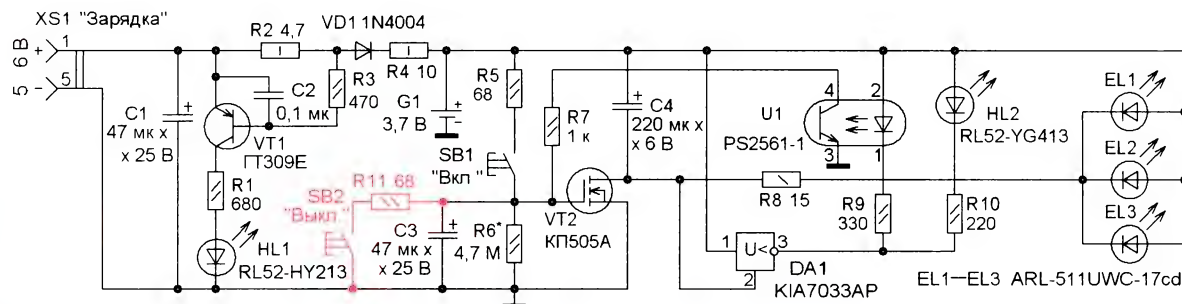 XS1 "Зарядка"
6 В
+
1
5
-
5
R2 4,7
VD1 1N4004
R4 10
R3
470
C2
0,1 мк
C1
47 мк х
х 25 В
+
VT1
ГТ309Е
R1
680
HL1
RL52-HY213
G1
3,7 В
+
R5
68
SB1
"Вкл."
SB2
"Выкл."
R11 68
C3
47 мк х
х 25 В
+
R6*
4,7 М
R7
1 к
VT2
КП505А
C4
220 мк х
х 6 В
+
U1
PS2561-1
4
2
3
1
R8 15
R9
330
R10
220
HL2
RL52-YG413
1
U<
3
2
DA1
KIA7033AP
EL1
EL2
EL3
EL1—EL3 ARL-511UWC-17cd